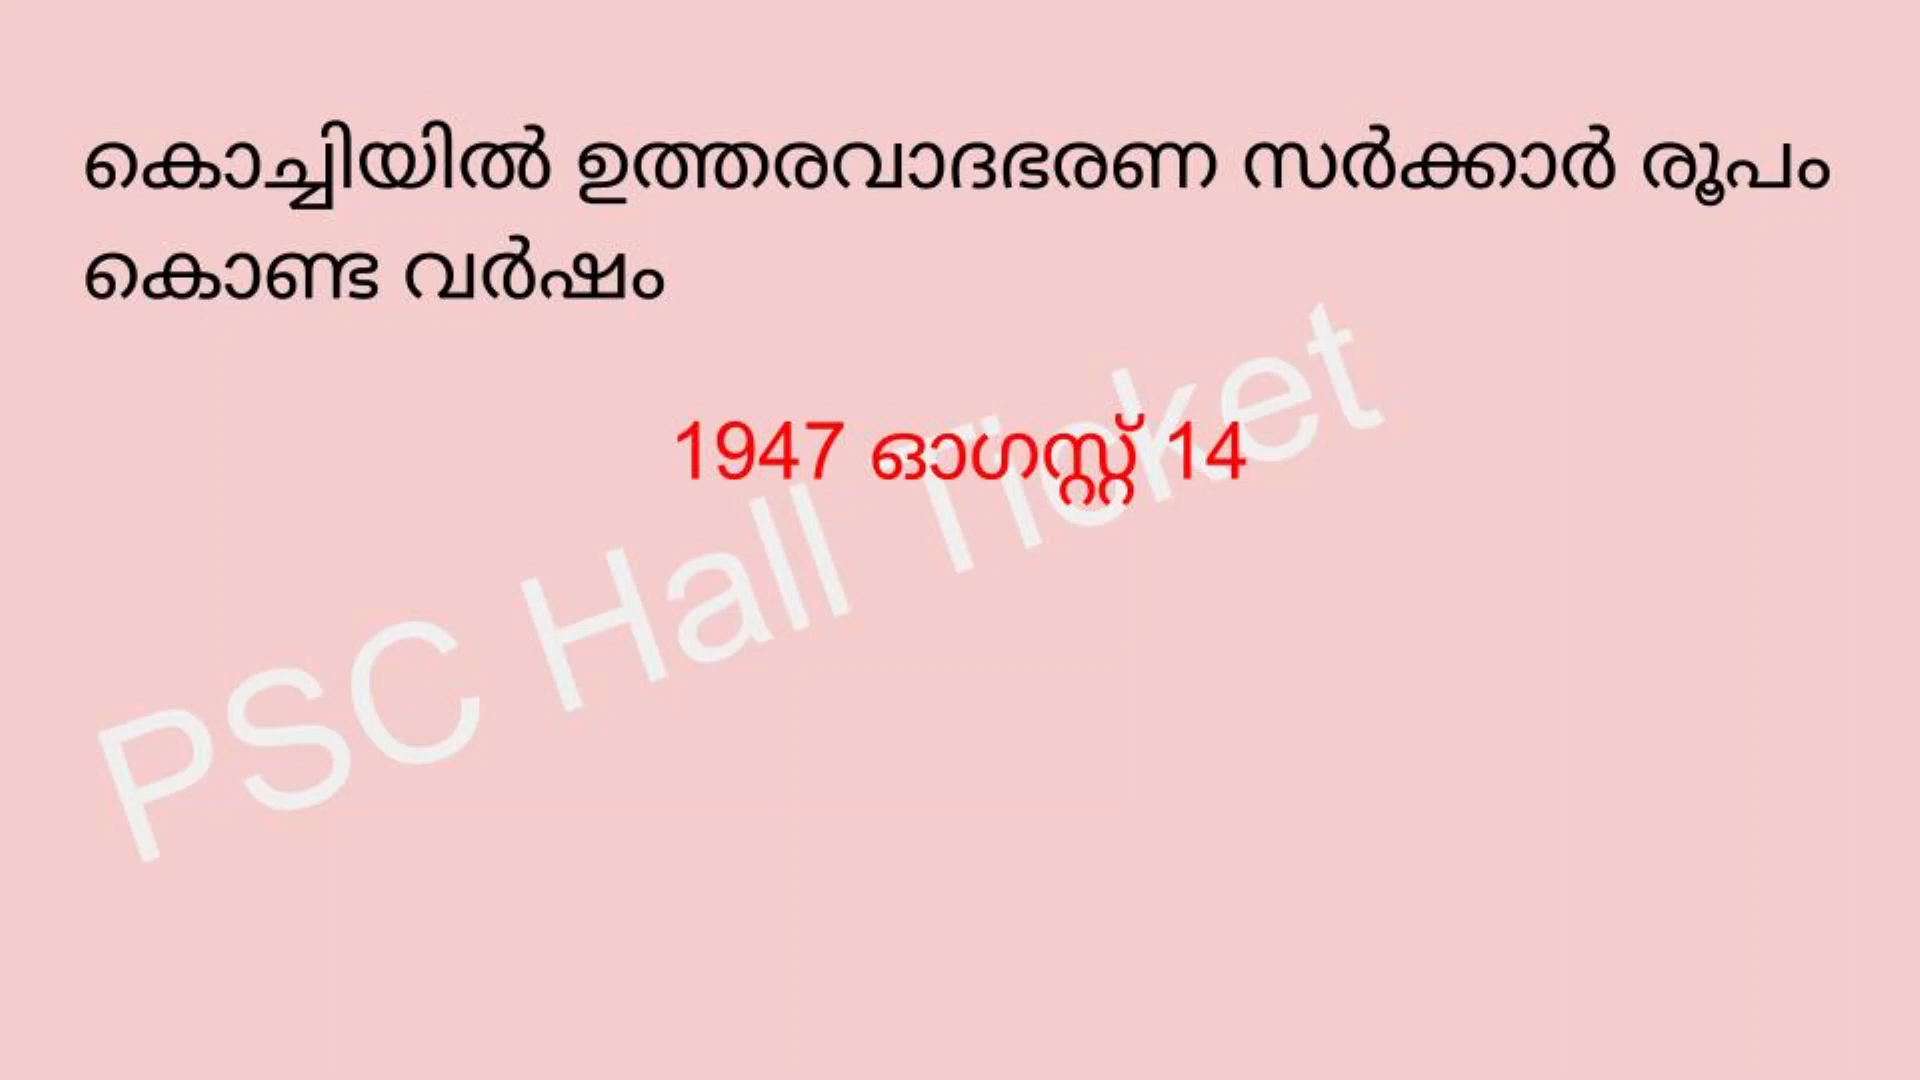 കൊച്ചിയിൽ ഉത്തരവാദഭരണ സർക്കാർ രൂപം
കൊണ്ട വർഷം
1947 ഓഗസ്റ്റ് 14
PSC Hall Ticket